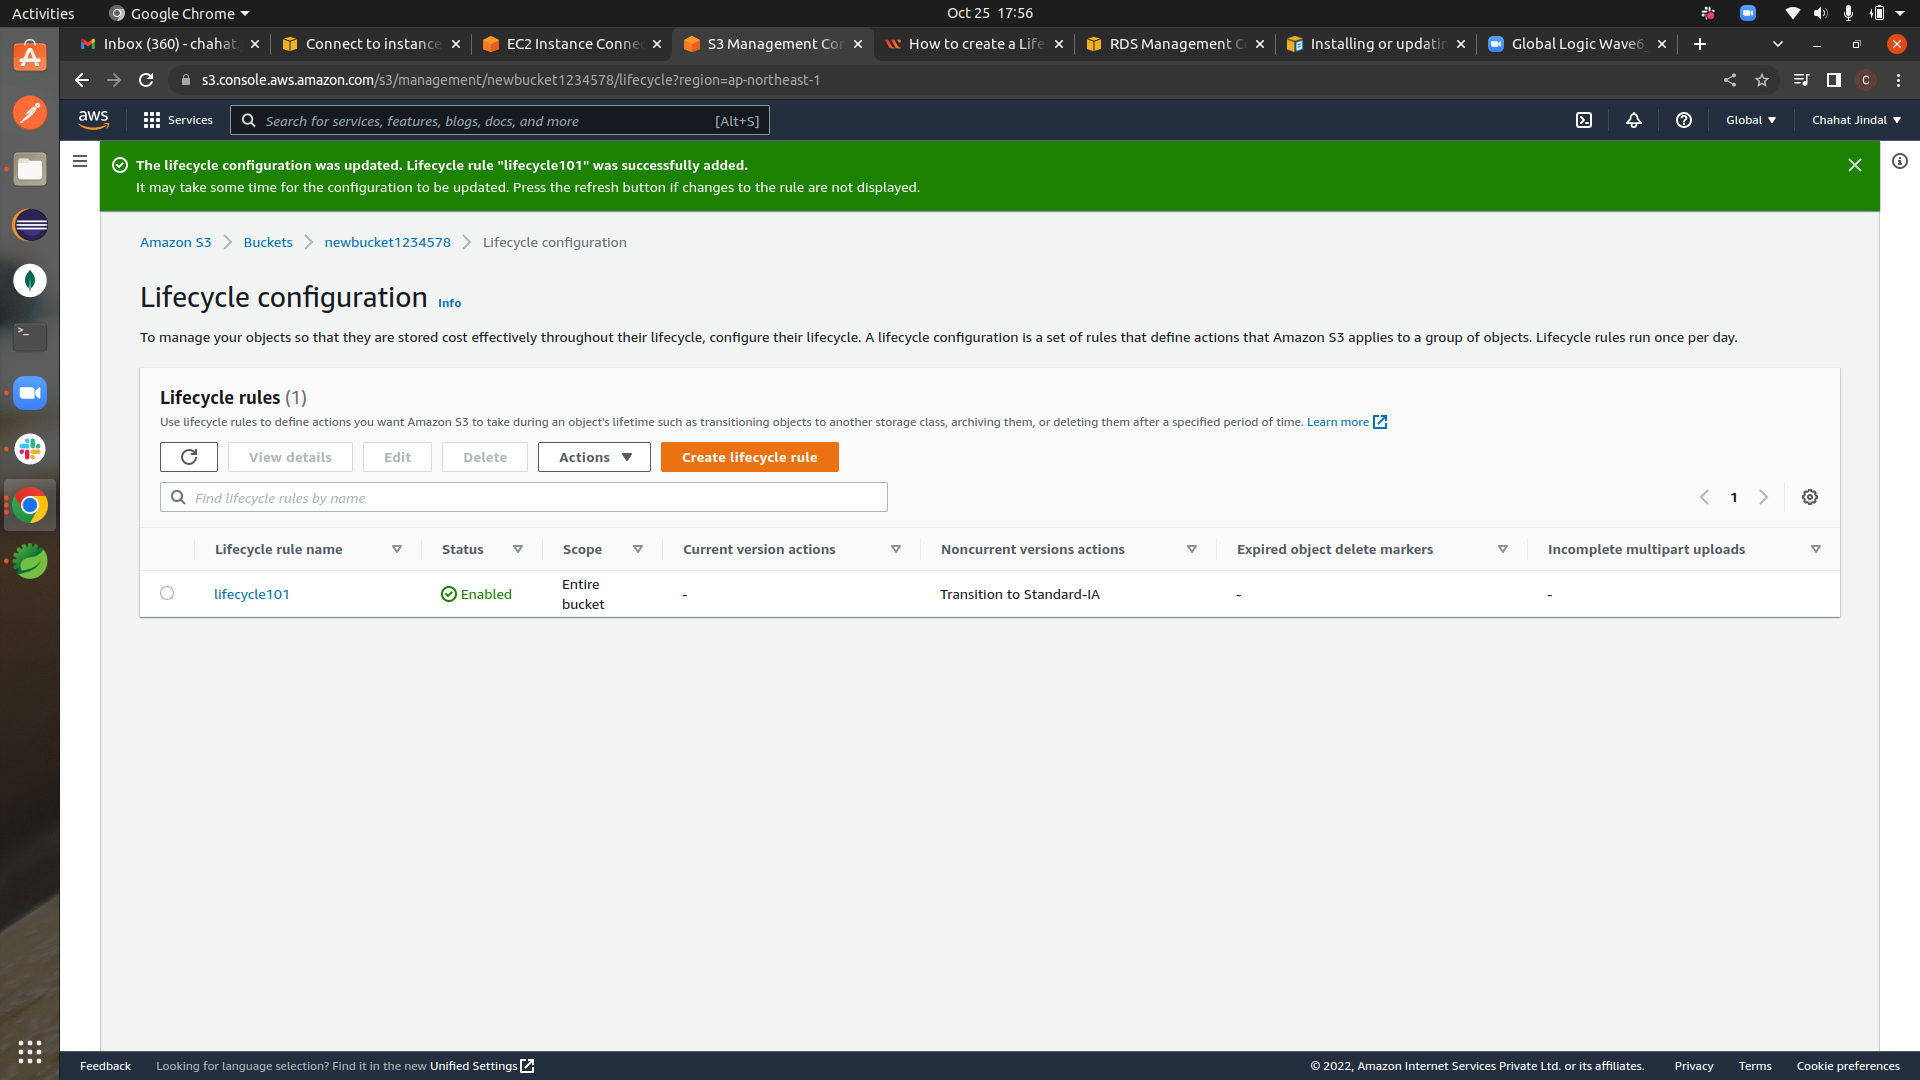 Activities
Google Chrome
Oct 25 17:56
Inbox (360) - chahat.
Connect to instance
EC2 Instance Conne
S3 Management Co
How to create a Life
RDS Management C
Installing or updatin
Global Logic Wave6
s3.console.aws.amazon.com/s3/management/newbucket1234578/lifecycle?region=ap-northeast-1
C
aws
Services
Search for services, features, blogs, docs, and more
[Alt+S]
Global
Chahat Jindal
The lifecycle configuration was updated. Lifecycle rule "lifecycle101" was successfully added.
It may take some time for the configuration to be updated. Press the refresh button if changes to the rule are not displayed.
Amazon S3
Buckets
newbucket1234578
Lifecycle configuration
Lifecycle configuration Info
To manage your objects so that they are stored cost effectively throughout their lifecycle, configure their lifecycle. A lifecycle configuration is a set of rules that define actions that Amazon S3 applies to a group of objects. Lifecycle rules run once per day.
Lifecycle rules (1)
Use lifecycle rules to define actions you want Amazon S3 to take during an object's lifetime such as transitioning objects to another storage class, archiving them, or deleting them after a specified period of time. Learn more
View details
Edit
Delete
Actions
Create lifecycle rule
Find lifecycle rules by name
1
Lifecycle rule name
Status
Scope
Current version actions
Noncurrent versions actions
Expired object delete markers
Incomplete multipart uploads
lifecycle101
Enabled
Entire
bucket
-
Transition to Standard-IA
-
-
Feedback
Looking for language selection? Find it in the new Unified Settings
© 2022, Amazon Internet Services Private Ltd. or its affiliates.
Privacy
Terms
Cookie preferences